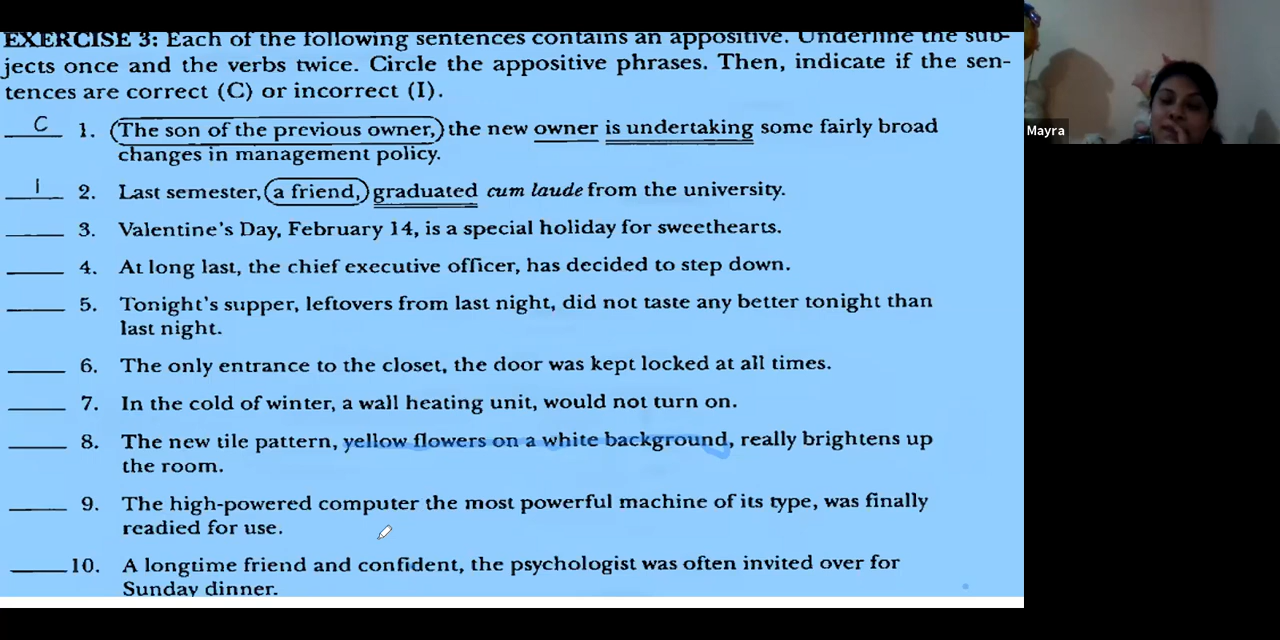 EXERCISE 3: Each of the following sentences contains an appositive. Underline the sub-
jects once and the verbs twice. Circle the appositive phrases. Then, indicate if the sen-
tences are correct (C) or incorrect (I).
C 1. The son of the previous owner, the new owner is undertaking some fairly broad
changes in management policy.
I 2. Last semester, a friend, graduated cum laude from the university.
3. Valentine's Day, February 14, is a special holiday for sweethearts.
4. At long last, the chief executive officer, has decided to step down.
5. Tonight's supper, leftovers from last night, did not taste any better tonight than
last night.
6. The only entrance to the closet, the door was kept locked at all times.
7. In the cold of winter, a wall heating unit, would not turn on.
8. The new tile pattern, yellow flowers on a white background, really brightens up
the room.
9. The high-powered computer the most powerful machine of its type, was finally
readied for use.
10. A longtime friend and confident, the psychologist was often invited over for
Sunday dinner.
Mayra